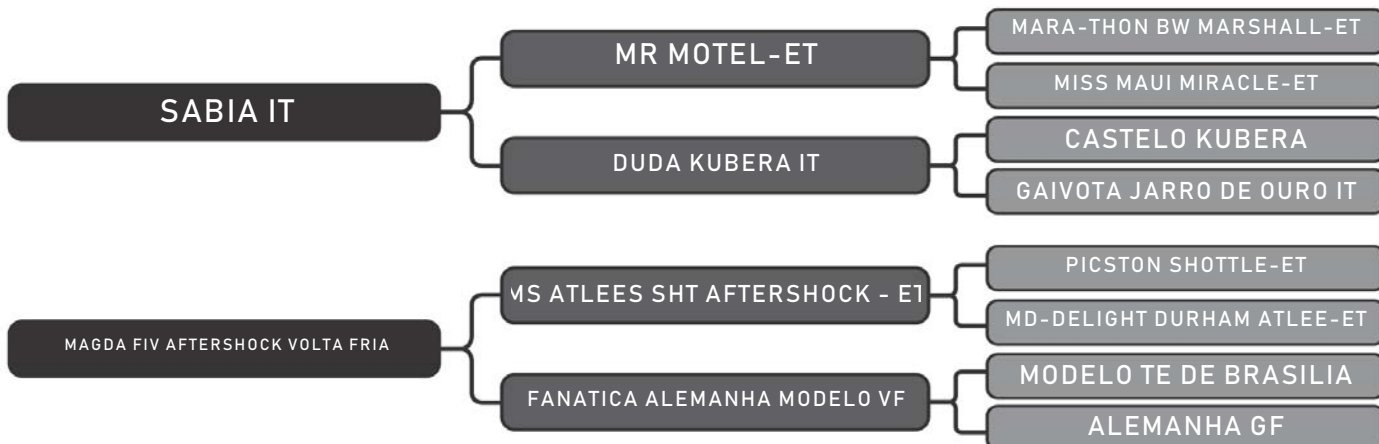 SABIA IT
MR MOTEL-ET
MARA-THON BW MARSHALL-ET
MISS MAUI MIRACLE-ET
DUDA KUBERA IT
CASTELO KUBERA
GAIVOTA JARRO DE OURO IT
MAGDA FIV AFTERSHOCK VOLTA FRIA
MS ATLEES SHT AFTERSHOCK - ET
PICSTON SHOTTLE-ET
MD-DELIGHT DURHAM ATLEE-ET
FANATICA ALEMANHA MODELO VF
MODELO TE DE BRASILIA
ALEMANHA GF